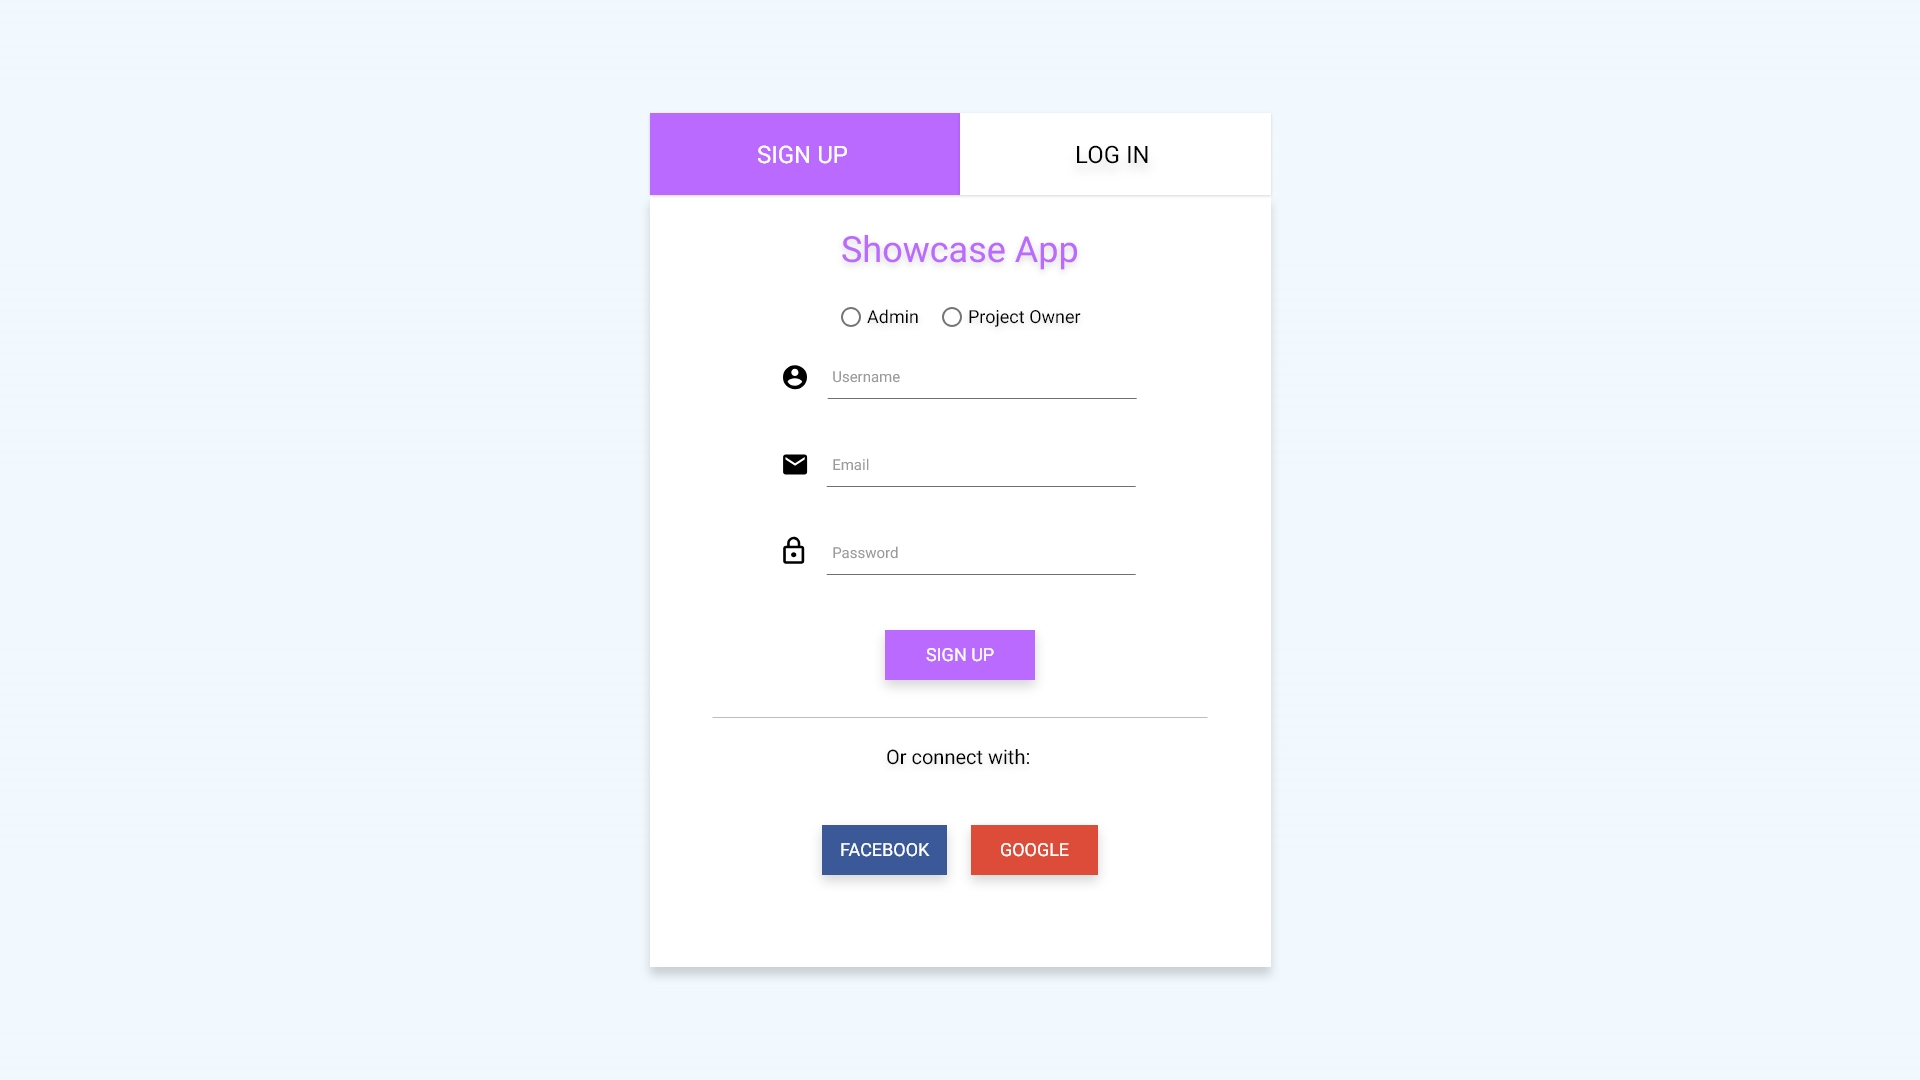 SIGN UP LOG IN
Showcase App
Admin Project Owner
Username
Email
Password
SIGN UP
Or connect with:
FACEBOOK GOOGLE